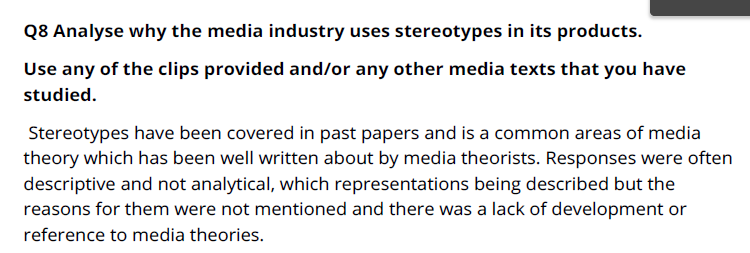 Q8 Analyse why the media industry uses stereotypes in its products.
Use any of the clips provided and/or any other media texts that you have
studied.
Stereotypes have been covered in past papers and is a common areas of media
theory which has been well written about by media theorists. Responses were often
descriptive and not analytical, which representations being described but the
reasons for them were not mentioned and there was a lack of development or
reference to media theories.